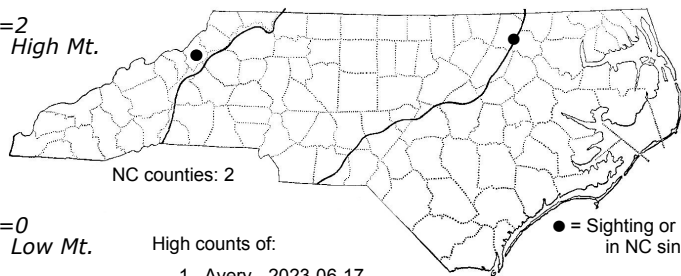 =2
High Mt.
NC counties: 2
=0
Low Mt.
High counts of:
● = Sighting or
in NC sin
1 - Avery - 2023-06-17